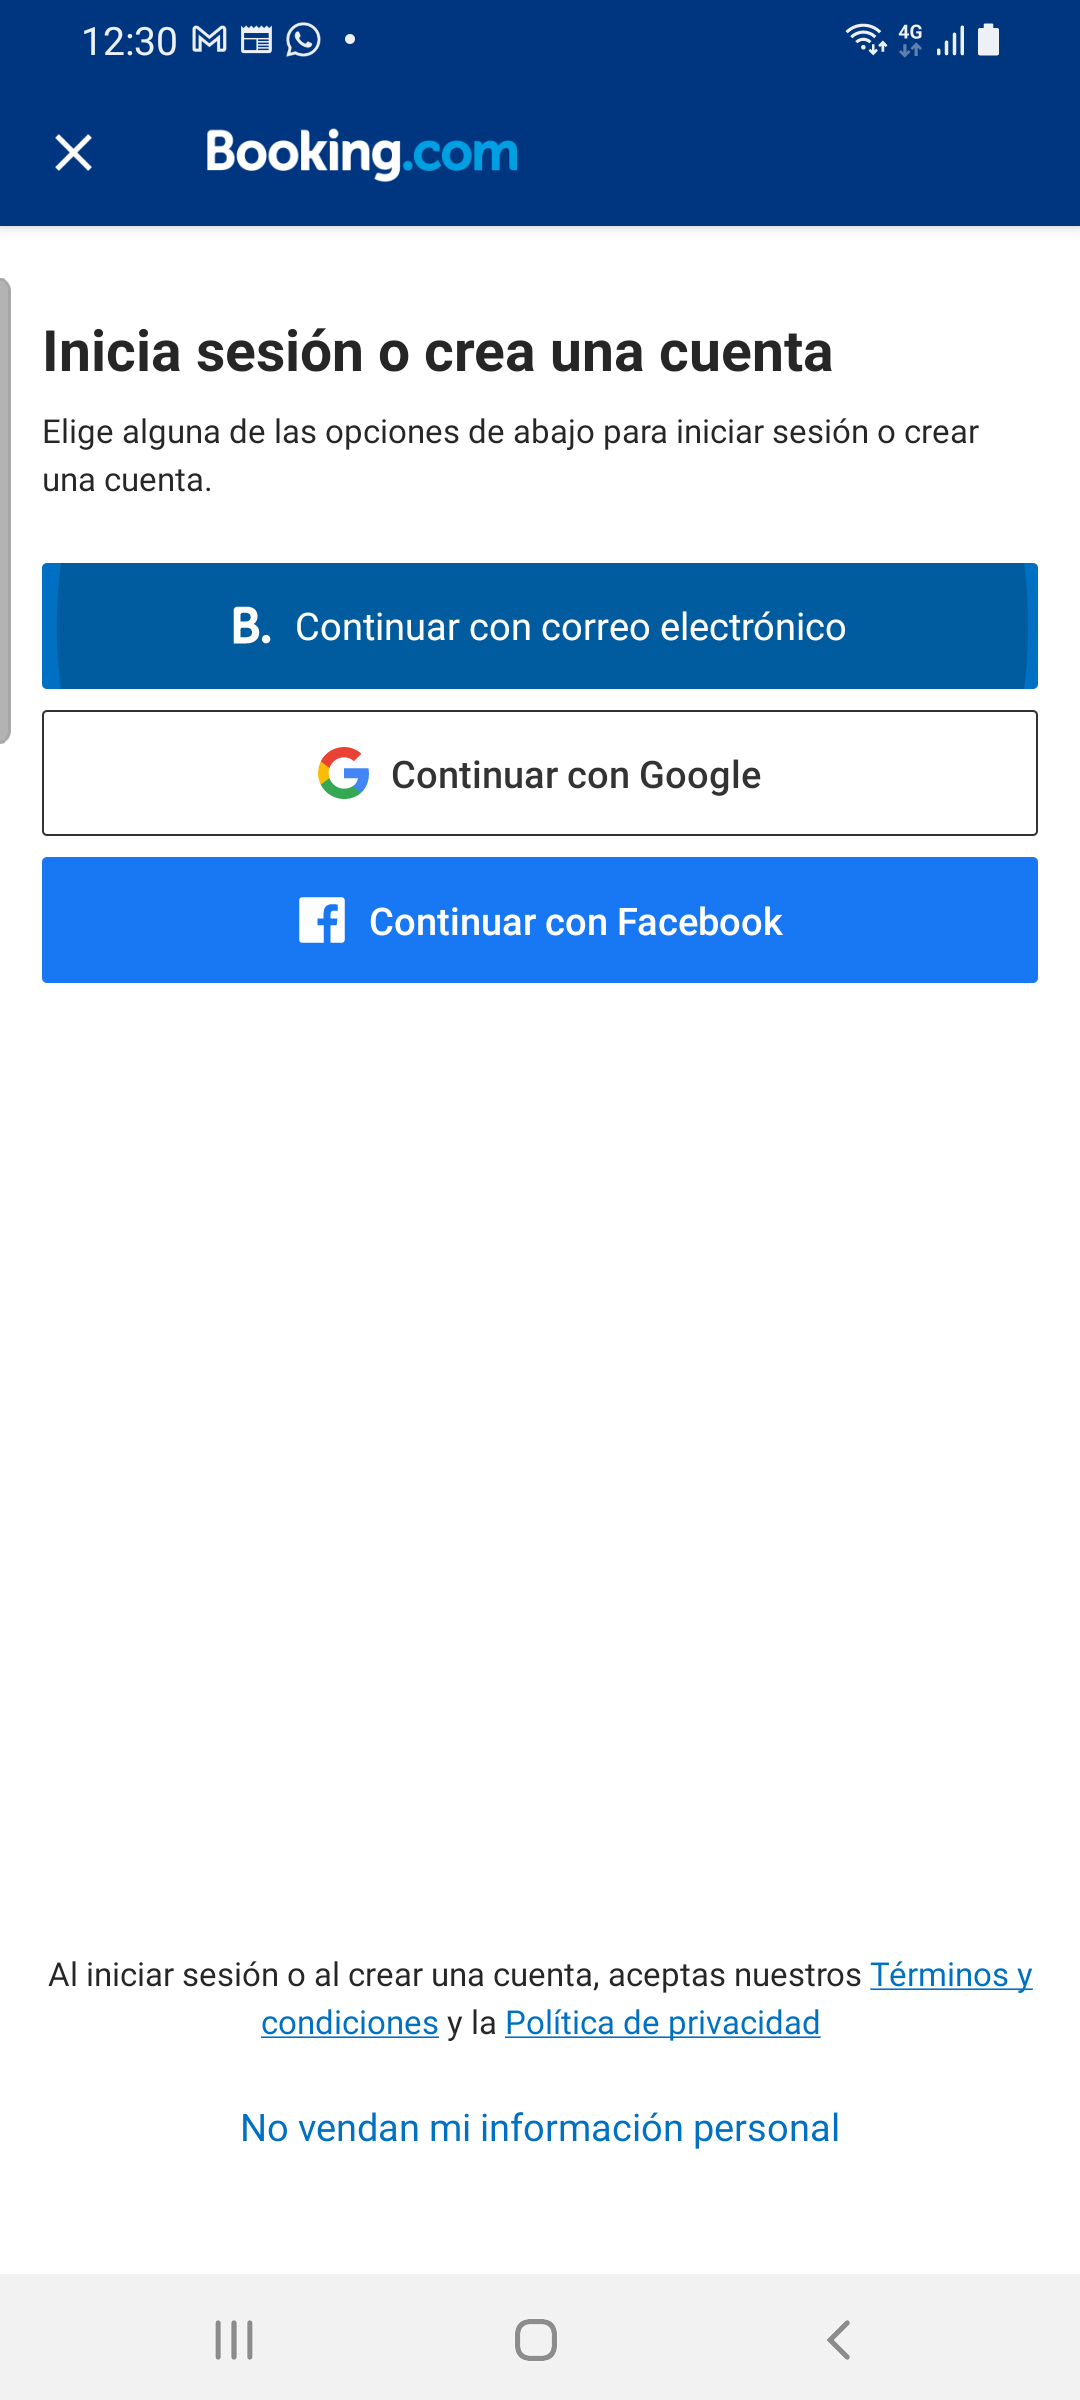 12:30
4G
Booking.com
Inicia sesión o crea una cuenta
Elige alguna de las opciones de abajo para iniciar sesión o crear
una cuenta.
B. Continuar con correo electrónico
Continuar con Google
Continuar con Facebook
Al iniciar sesión o al crear una cuenta, aceptas nuestros Términos y
condiciones y la Política de privacidad
No vendan mi información personal